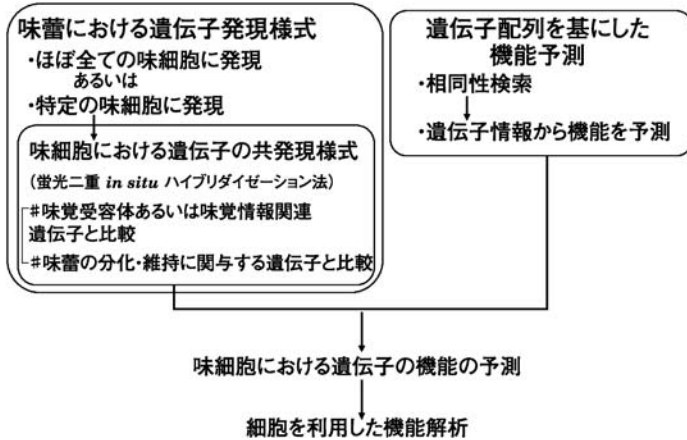 味蕾における遺伝子発現様式
・ほぼ全ての味細胞に発現
あるいは
・特定の味細胞に発現
味細胞における遺伝子の共発現様式
(蛍光二重 in situ ハイブリダイゼーション法)
#味覚受容体あるいは味覚情報関連
遺伝子と比較
#味蕾の分化・維持に関与する遺伝子と比較
遺伝子配列を基にした
機能予測
・相同性検索
・遺伝子情報から機能を予測
味細胞における遺伝子の機能の予測
細胞を利用した機能解析